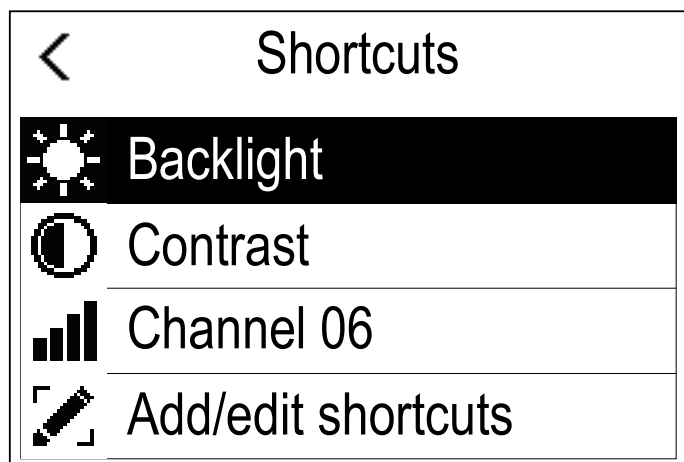 Shortcuts
Backlight
Contrast
Channel 06
Add/edit shortcuts